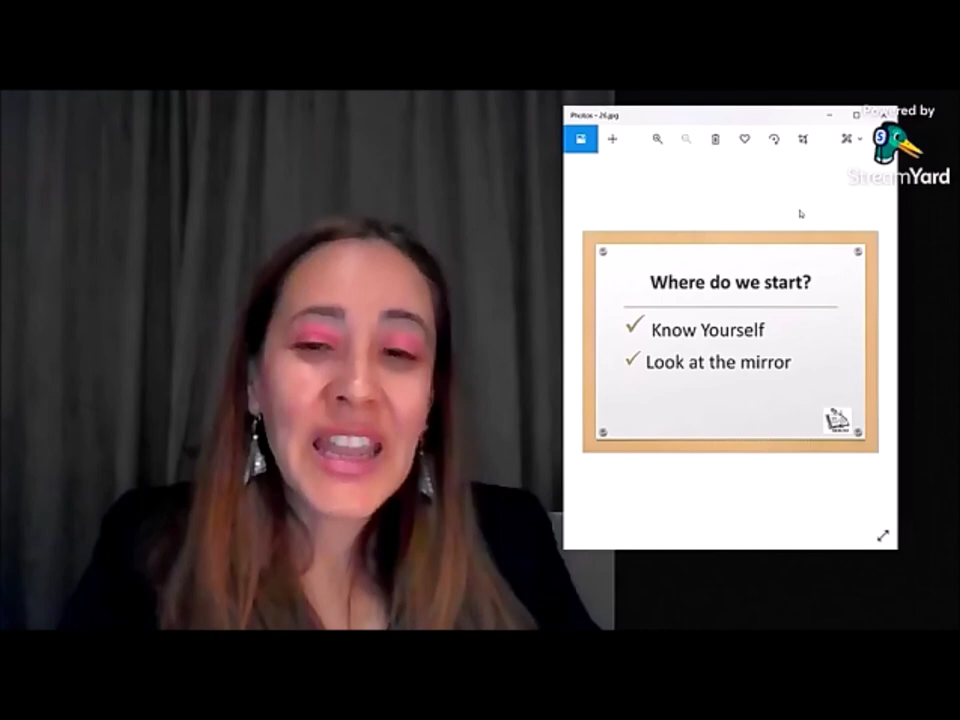 Photos - 26.jpg
Powered by
StreamYard
Where do we start?
Know Yourself
Look at the mirror